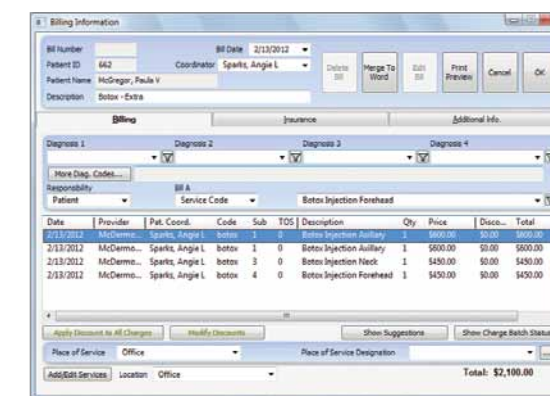 Billing Information
Bill Number Bill Date 2/13/2012
Patient ID 662 Coordinator Sparks, Angie L
Patient Name McGregor, Paula V
Description Botox - Extra
Delete Bill Merge To Word Edit Bill Print Preview Cancel OK
Billing Insurance Additional Info.
Diagnosis 1 Diagnosis 2 Diagnosis 3 Diagnosis 4
More Diag. Codes...
Responsibility Bill A
Patient Service Code Botox Injection Forehead
Date Provider Pat. Coord. Code Sub TOS Description Qty Price Disco... Total
2/13/2012 McDermo... Sparks, Angie L botox 1 0 Botox Injection Axillary 1 $600.00 $0.00 $600.00
2/13/2012 McDermo... Sparks, Angie L botox 1 0 Botox Injection Axillary 1 $600.00 $0.00 $600.00
2/13/2012 McDermo... Sparks, Angie L botox 3 0 Botox Injection Neck 1 $450.00 $0.00 $450.00
2/13/2012 McDermo... Sparks, Angie L botox 4 0 Botox Injection Forehead 1 $450.00 $0.00 $450.00
Apply Discount to All Charges Modify Discounts Show Suggestions Show Charge Batch Status
Place of Service Office Place of Service Designation
Add/Edit Services Location Office Total: $2,100.00